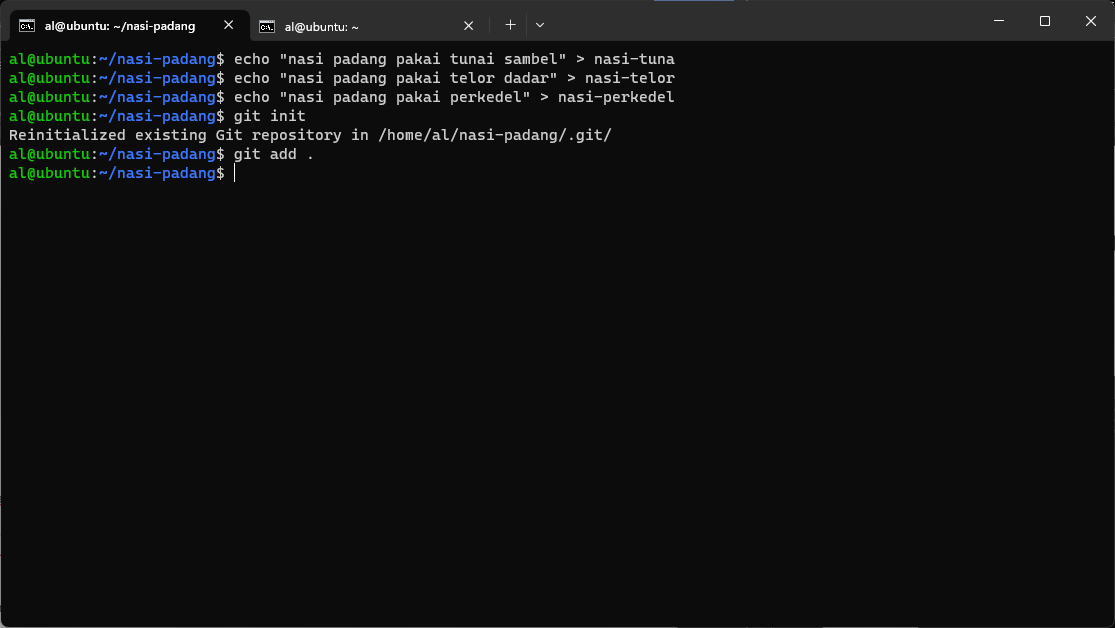 al@ubuntu: ~/nasi-padang
al@ubuntu: ~
al@ubuntu:~/nasi-padang$ echo "nasi padang pakai tunai sambel" > nasi-tuna
al@ubuntu:~/nasi-padang$ echo "nasi padang pakai telor dadar" > nasi-telor
al@ubuntu:~/nasi-padang$ echo "nasi padang pakai perkedel" > nasi-perkedel
al@ubuntu:~/nasi-padang$ git init
Reinitialized existing Git repository in /home/al/nasi-padang/.git/
al@ubuntu:~/nasi-padang$ git add .
al@ubuntu:~/nasi-padang$